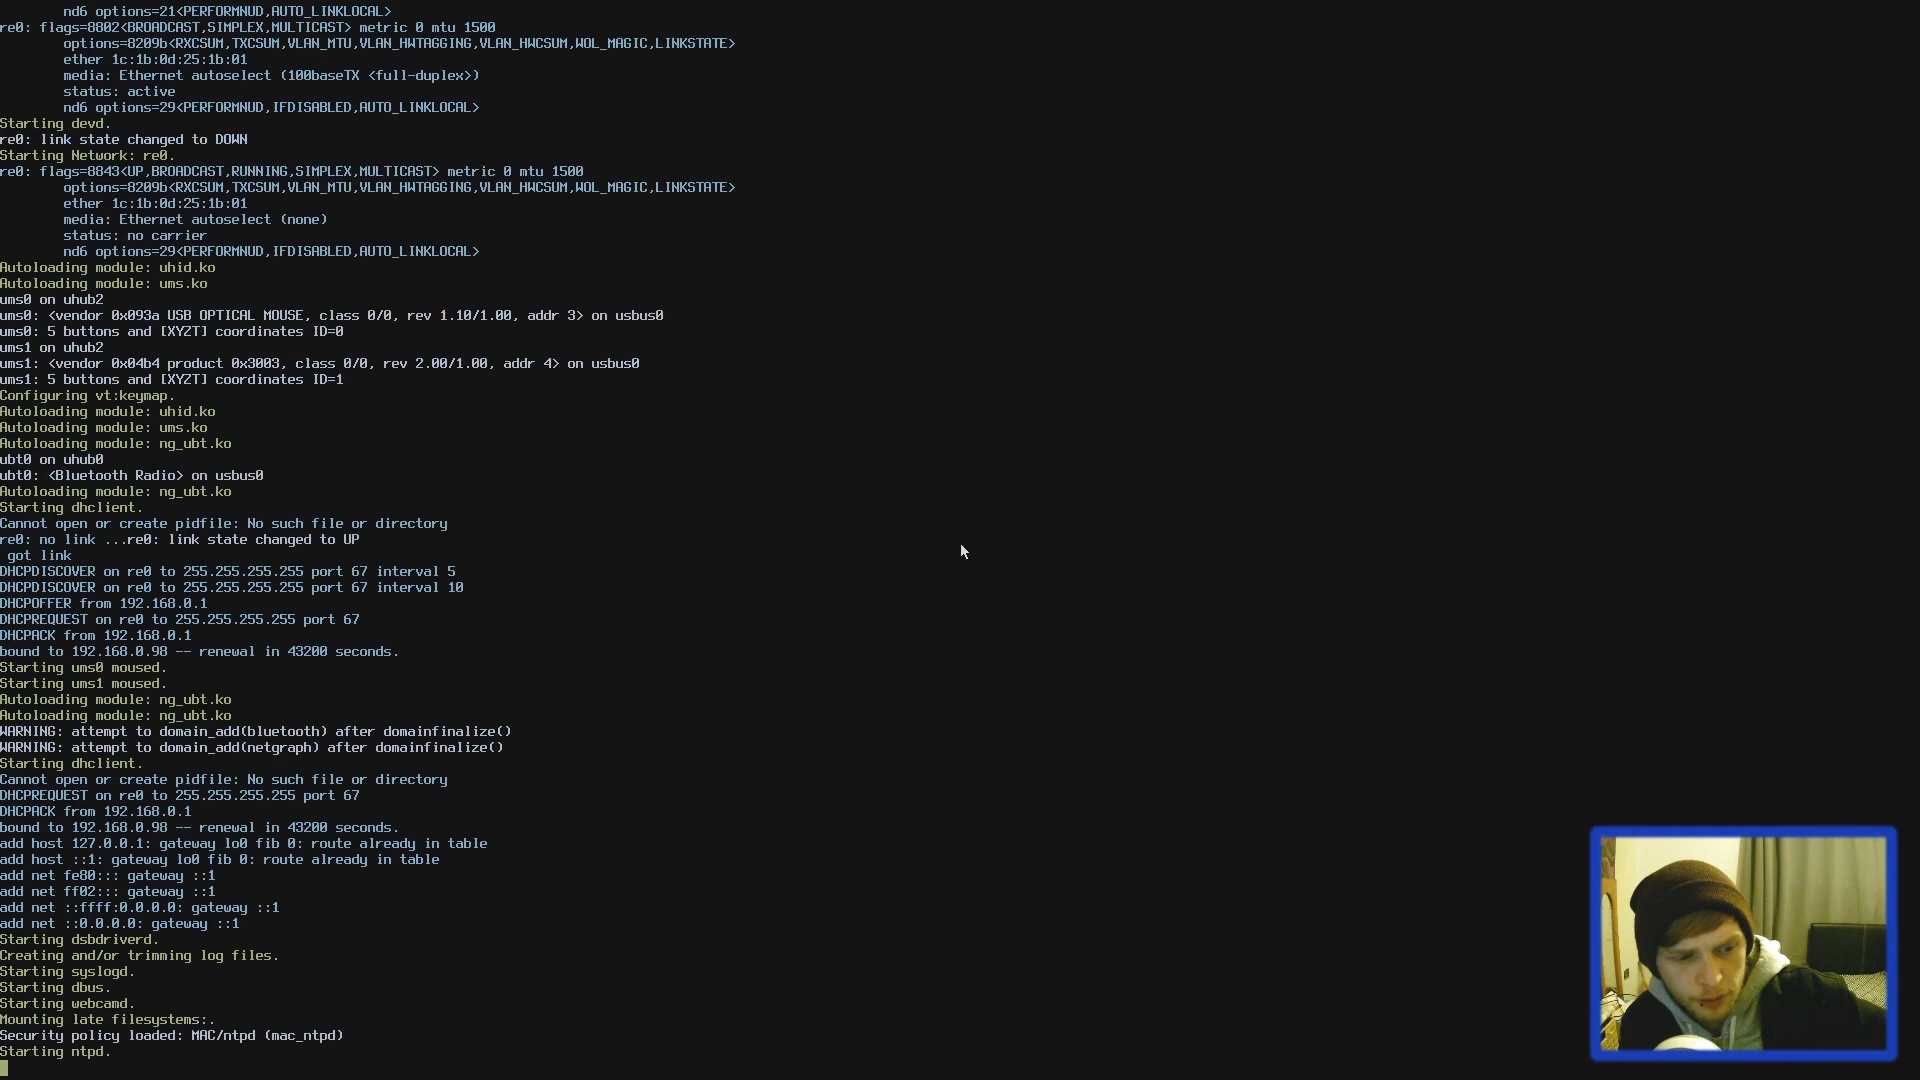 nd6 options=21<PERFORMNUD,AUTO_LINKLOCAL>
re0: flags=8802<BROADCAST,SIMPLEX,MULTICAST> metric 0 mtu 1500
options=8209b<RXCSUM,TXCSUM,VLAN_MTU,VLAN_HWTAGGING,VLAN_HWCSUM,WOL_MAGIC,LINKSTATE>
ether 1c:1b:0d:25:1b:01
media: Ethernet autoselect (100baseTX <full-duplex>)
status: active
nd6 options=29<PERFORMNUD,IFDISABLED,AUTO_LINKLOCAL>
Starting devd.
re0: link state changed to DOWN
Starting Network: re0.
re0: flags=8843<UP,BROADCAST,RUNNING,SIMPLEX,MULTICAST> metric 0 mtu 1500
options=8209b<RXCSUM,TXCSUM,VLAN_MTU,VLAN_HWTAGGING,VLAN_HWCSUM,WOL_MAGIC,LINKSTATE>
ether 1c:1b:0d:25:1b:01
media: Ethernet autoselect (none)
status: no carrier
nd6 options=29<PERFORMNUD,IFDISABLED,AUTO_LINKLOCAL>
Autoloading module: uhid.ko
Autoloading module: ums.ko
ums0 on uhub2
ums0: <vendor 0x093a USB OPTICAL MOUSE, class 0/0, rev 1.10/1.00, addr 3> on usbus0
ums0: 5 buttons and [XYZT] coordinates ID=0
ums1 on uhub2
ums1: <vendor 0x04b4 product 0x3003, class 0/0, rev 2.00/1.00, addr 4> on usbus0
ums1: 5 buttons and [XYZT] coordinates ID=1
Configuring vt:keymap.
Autoloading module: uhid.ko
Autoloading module: ums.ko
Autoloading module: ng_ubt.ko
ubt0 on uhub0
ubt0: <Bluetooth Radio> on usbus0
Autoloading module: ng_ubt.ko
Starting dhclient.
Cannot open or create pidfile: No such file or directory
re0: no link ...re0: link state changed to UP
got link
DHCPDISCOVER on re0 to 255.255.255.255 port 67 interval 5
DHCPDISCOVER on re0 to 255.255.255.255 port 67 interval 10
DHCPOFFER from 192.168.0.1
DHCPREQUEST on re0 to 255.255.255.255 port 67
DHCPACK from 192.168.0.1
bound to 192.168.0.98 -- renewal in 43200 seconds.
Starting ums0 moused.
Starting ums1 moused.
Autoloading module: ng_ubt.ko
Autoloading module: ng_ubt.ko
WARNING: attempt to domain_add(bluetooth) after domainfinalize()
WARNING: attempt to domain_add(netgraph) after domainfinalize()
Starting dhclient.
Cannot open or create pidfile: No such file or directory
DHCPREQUEST on re0 to 255.255.255.255 port 67
DHCPACK from 192.168.0.1
bound to 192.168.0.98 -- renewal in 43200 seconds.
add host 127.0.0.1: gateway lo0 fib 0: route already in table
add host ::1: gateway lo0 fib 0: route already in table
add net fe80::: gateway ::1
add net ff02::: gateway ::1
add net ::ffff:0.0.0.0: gateway ::1
add net ::0.0.0.0: gateway ::1
Starting dsbdriverd.
Creating and/or trimming log files.
Starting syslogd.
Starting dbus.
Starting webcamd.
Mounting late filesystems:.
Security policy loaded: MAC/ntpd (mac_ntpd)
Starting ntpd.